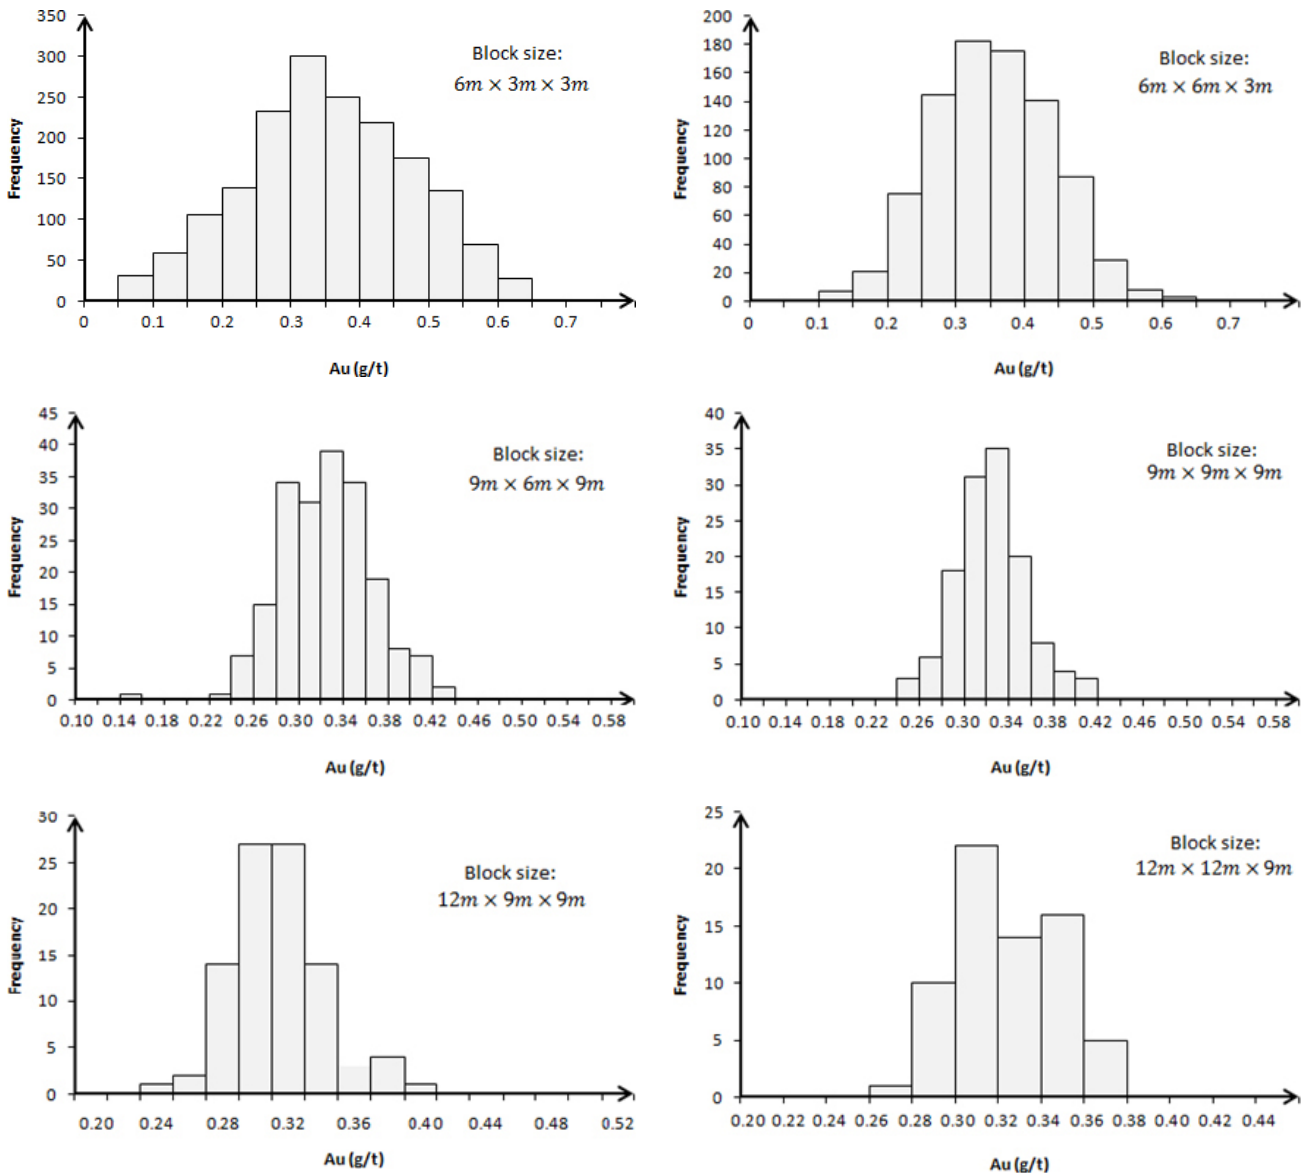 350
300
250
200
150
100
50
0
Frequency
Block size:
6m × 3m × 3m
0 0.1 0.2 0.3 0.4 0.5 0.6 0.7
Au (g/t)
200
180
160
140
120
100
80
60
40
20
0
Frequency
Block size:
6m × 6m × 3m
0 0.1 0.2 0.3 0.4 0.5 0.6 0.7
Au (g/t)
45
40
35
30
25
20
15
10
5
0
Frequency
Block size:
9m × 6m × 9m
0.10 0.14 0.18 0.22 0.26 0.30 0.34 0.38 0.42 0.46 0.50 0.54 0.58
Au (g/t)
40
35
30
25
20
15
10
5
0
Frequency
Block size:
9m × 9m × 9m
0.10 0.14 0.18 0.22 0.26 0.30 0.34 0.38 0.42 0.46 0.50 0.54 0.58
Au (g/t)
30
25
20
15
10
5
0
Frequency
Block size:
12m × 9m × 9m
0.20 0.24 0.28 0.32 0.36 0.40 0.44 0.48 0.52
Au (g/t)
25
20
15
10
5
0
Frequency
Block size:
12m × 12m × 9m
0.20 0.22 0.24 0.26 0.28 0.30 0.32 0.34 0.36 0.38 0.40 0.42 0.44
Au (g/t)